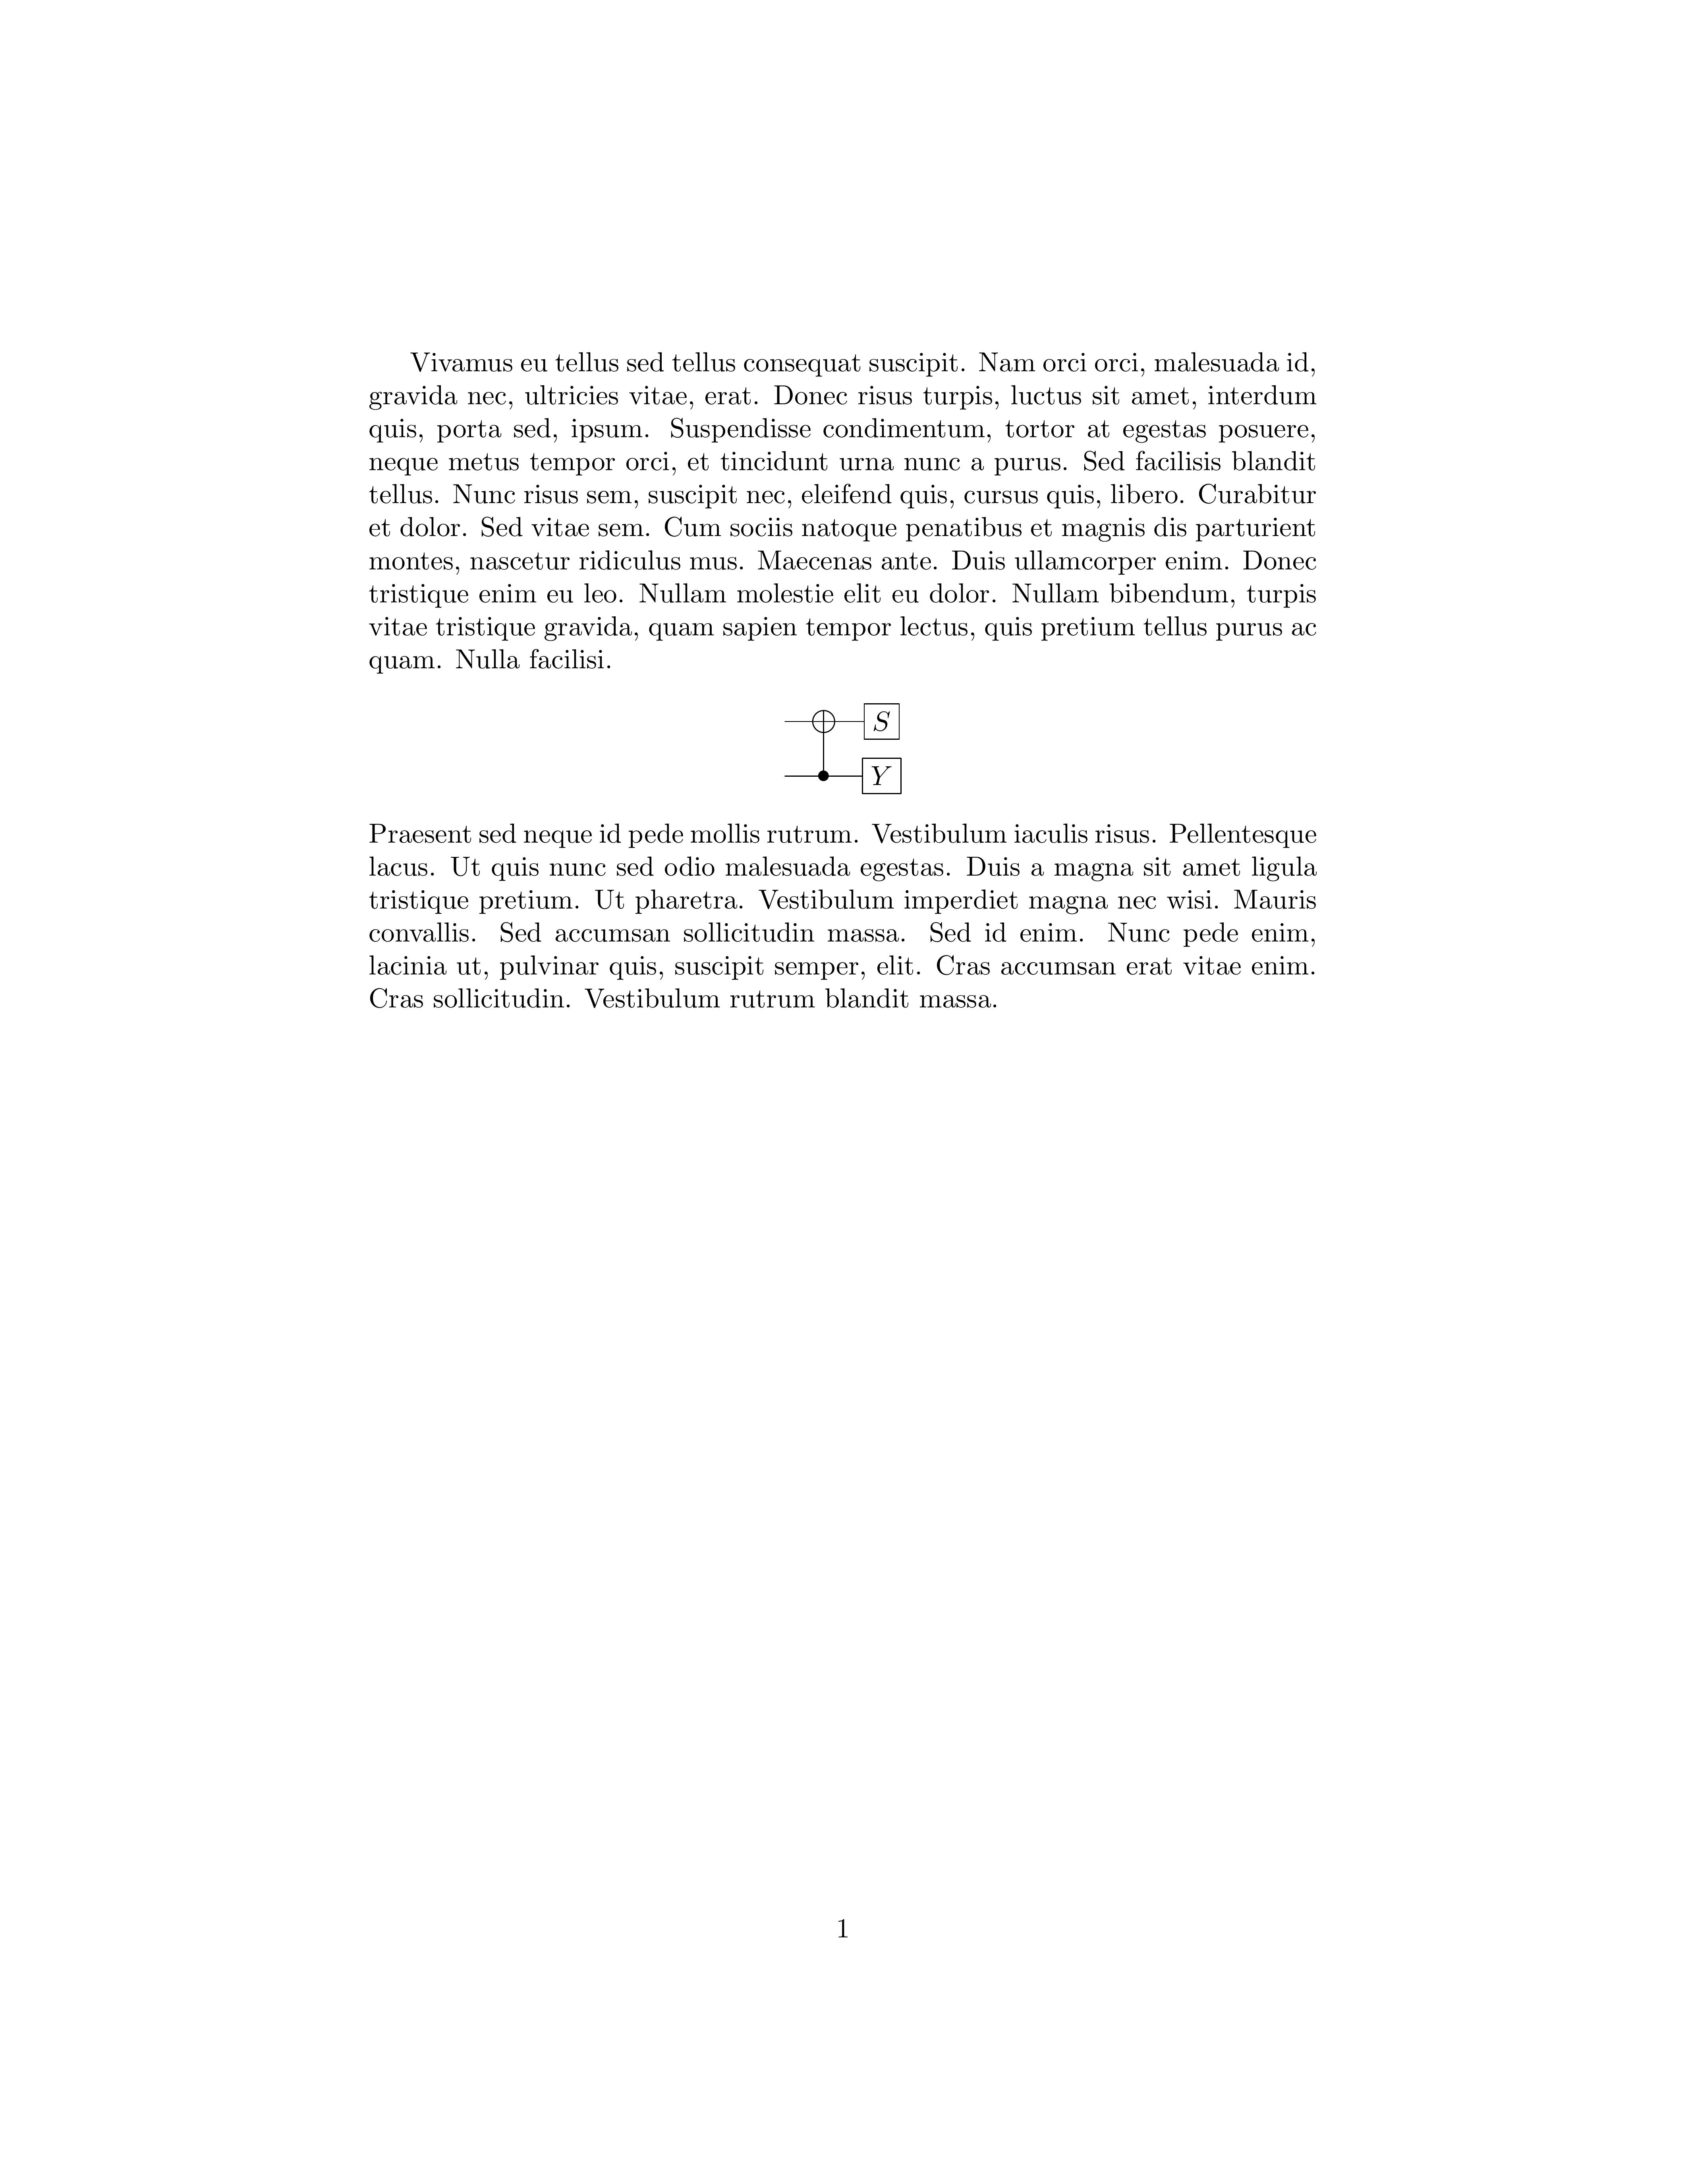 Vivamus eu tellus sed tellus consequat suscipit. Nam orci orci, malesuada id,
gravida nec, ultricies vitae, erat. Donec risus turpis, luctus sit amet, interdum
quis, porta sed, ipsum. Suspendisse condimentum, tortor at egestas posuere,
neque metus tempor orci, et tincidunt urna nunc a purus. Sed facilisis blandit
tellus. Nunc risus sem, suscipit nec, eleifend quis, cursus quis, libero. Curabitur
et dolor. Sed vitae sem. Cum sociis natoque penatibus et magnis dis parturient
montes, nascetur ridiculus mus. Maecenas ante. Duis ullamcorper enim. Donec
tristique enim eu leo. Nullam molestie elit eu dolor. Nullam bibendum, turpis
vitae tristique gravida, quam sapien tempor lectus, quis pretium tellus purus ac
quam. Nulla facilisi.
S
Y
Praesent sed neque id pede mollis rutrum. Vestibulum iaculis risus. Pellentesque
lacus. Ut quis nunc sed odio malesuada egestas. Duis a magna sit amet ligula
tristique pretium. Ut pharetra. Vestibulum imperdiet magna nec wisi. Mauris
convallis. Sed accumsan sollicitudin massa. Sed id enim. Nunc pede enim,
lacinia ut, pulvinar quis, suscipit semper, elit. Cras accumsan erat vitae enim.
Cras sollicitudin. Vestibulum rutrum blandit massa.
1